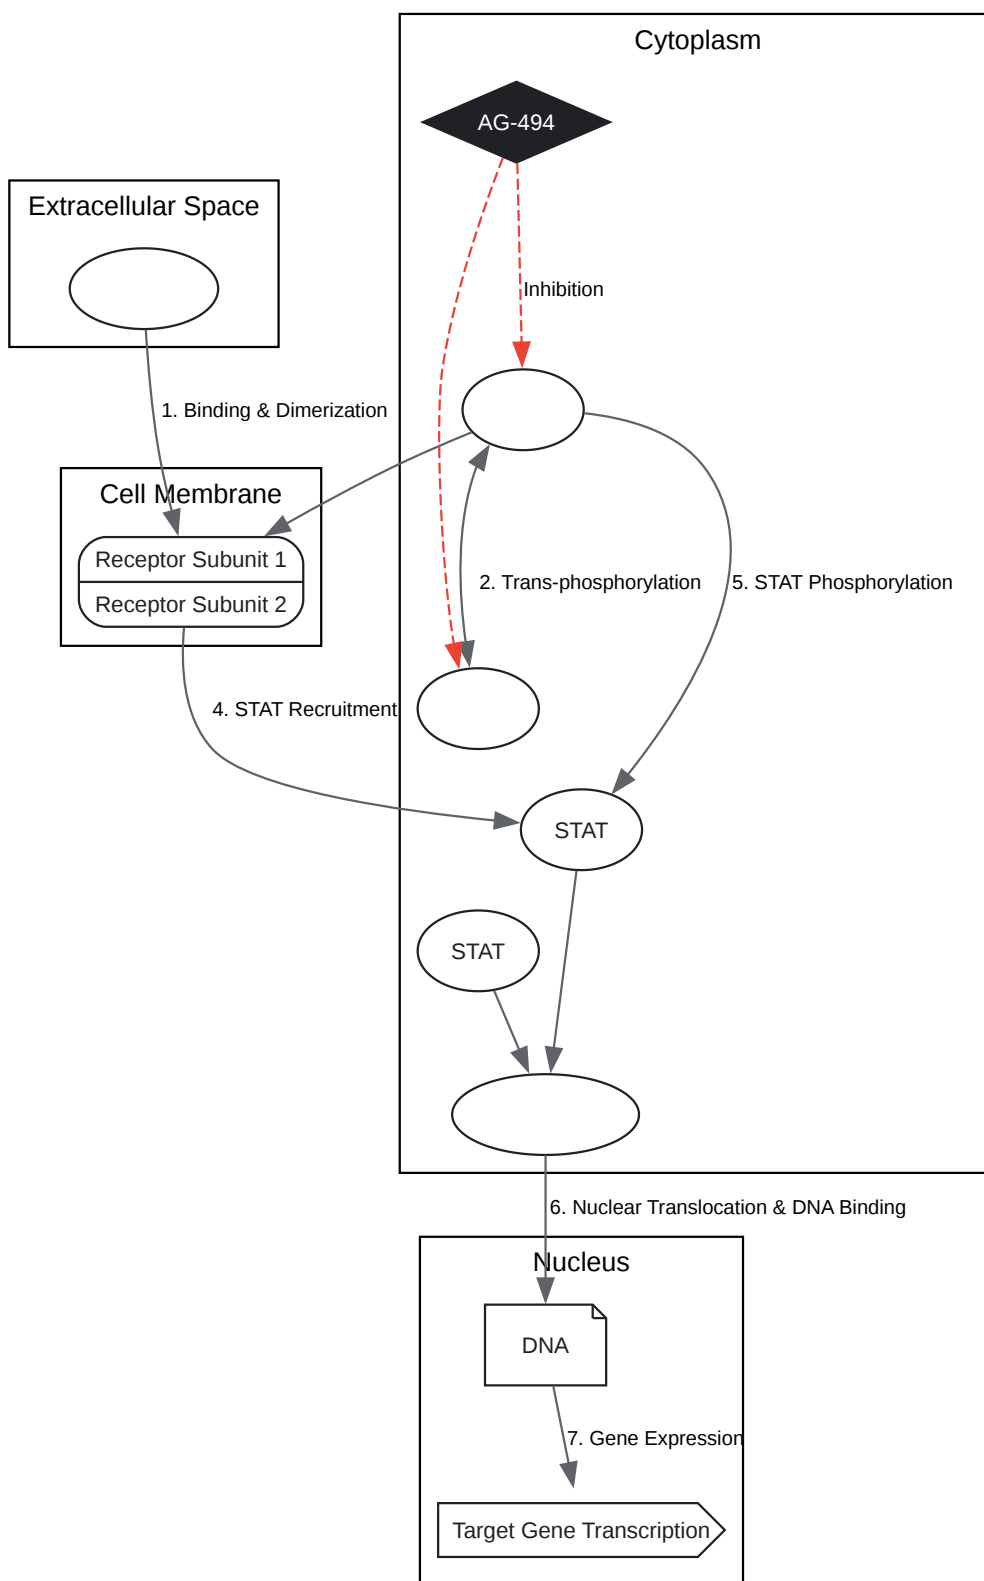 Cytoplasm
AG-494
Extracellular Space
Inhibition
1. Binding & Dimerization
Cell Membrane
Receptor Subunit 1
Receptor Subunit 2
2. Trans-phosphorylation
5. STAT Phosphorylation
4. STAT Recruitment
STAT
STAT
6. Nuclear Translocation & DNA Binding
Nucleus
DNA
7. Gene Expression
Target Gene Transcription